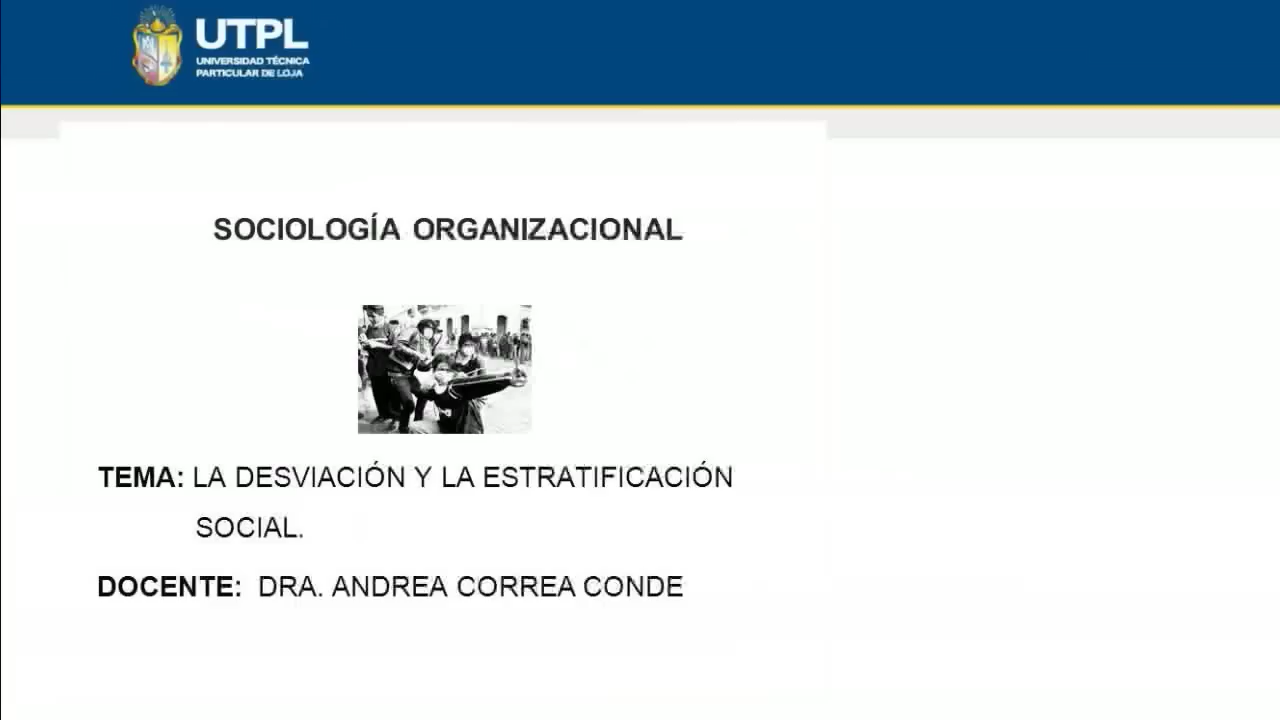 UTPL
UNIVERSIDAD TÉCNICA
PARTICULAR DE LOJA
SOCIOLOGÍA ORGANIZACIONAL
TEMA: LA DESVIACIÓN Y LA ESTRATIFICACIÓN
SOCIAL.
DOCENTE: DRA. ANDREA CORREA CONDE